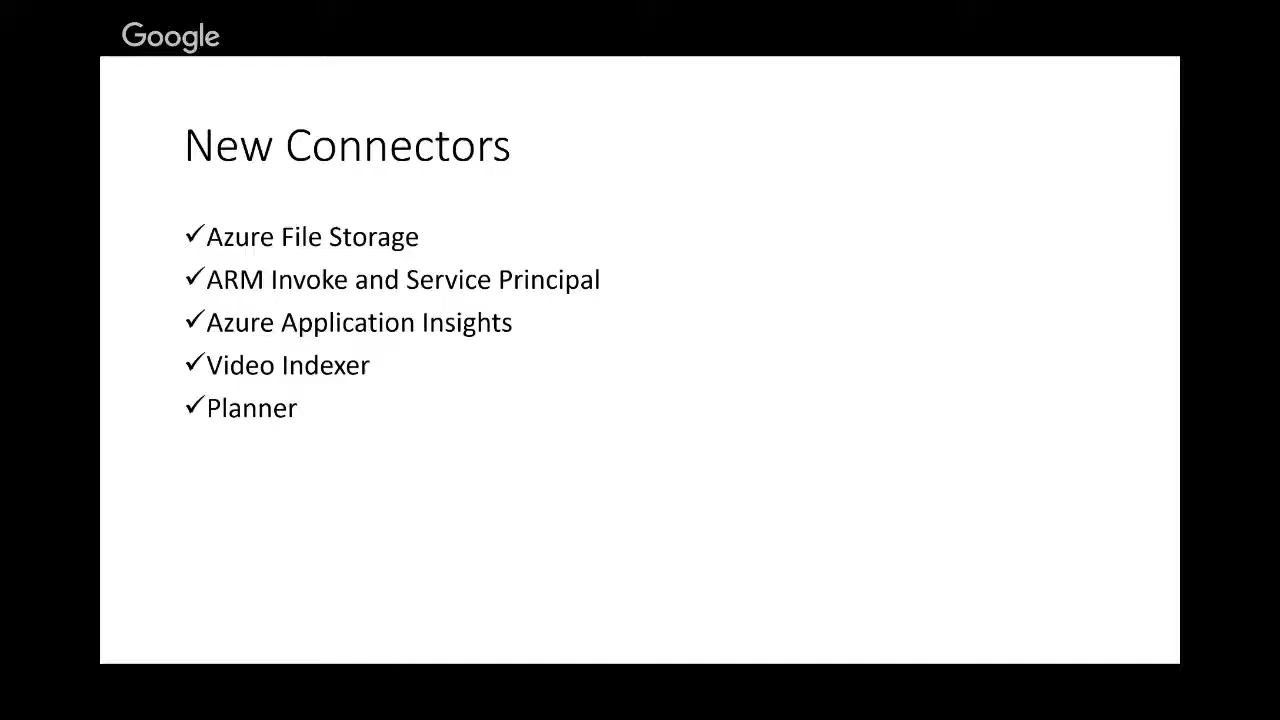 Google
New Connectors
✓Azure File Storage
✓ARM Invoke and Service Principal
✓Azure Application Insights
✓Video Indexer
✓Planner